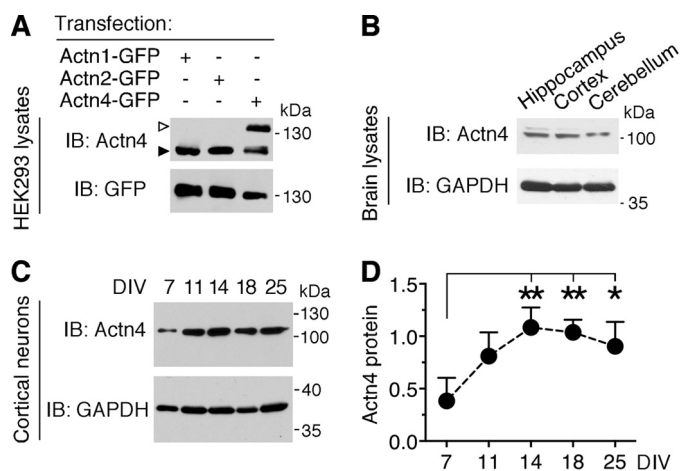 A
Transfection:
Actn1-GFP + - -
Actn2-GFP - + -
Actn4-GFP - - +
kDa
HEK293 lysates
IB: Actn4
- 130
IB: GFP
- 130
B
Hippocampus
Cortex
Cerebellum
kDa
Brain lysates
IB: Actn4
- 100
IB: GAPDH
- 35
C
DIV 7 11 14 18 25
kDa
Cortical neurons
IB: Actn4
-130
-100
IB: GAPDH
-40
-35
D
Actn4 protein
1.5
1.0
0.5
0.0
** ** *
7 11 14 18 25 DIV